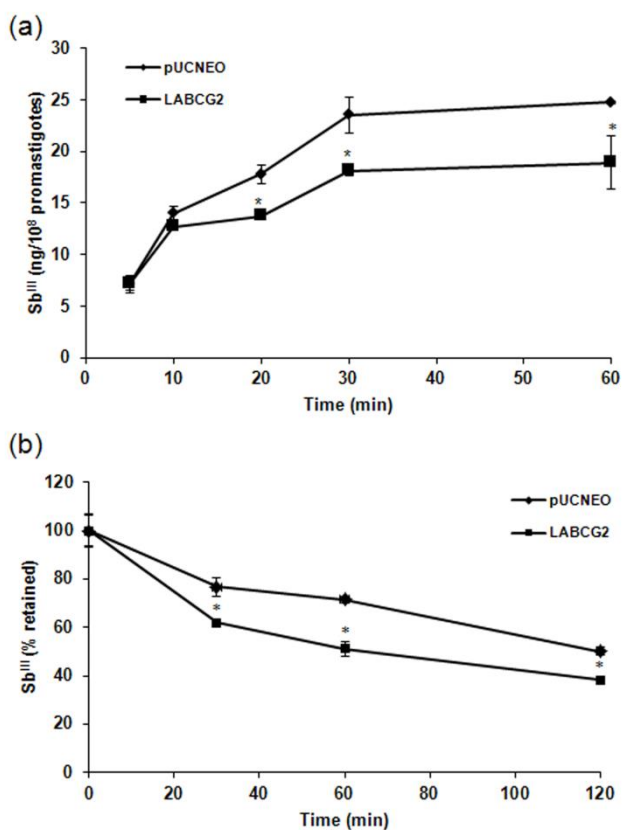 (a)
30
25
20
15
10
5
0
Sb^III (ng/10^8 promastigotes)
pUCNEO
LABCG2
*
*
*
0 10 20 30 40 50 60
Time (min)
(b)
120
100
80
60
40
20
0
Sb^III (% retained)
pUCNEO
LABCG2
*
*
*
0 20 40 60 80 100 120
Time (min)